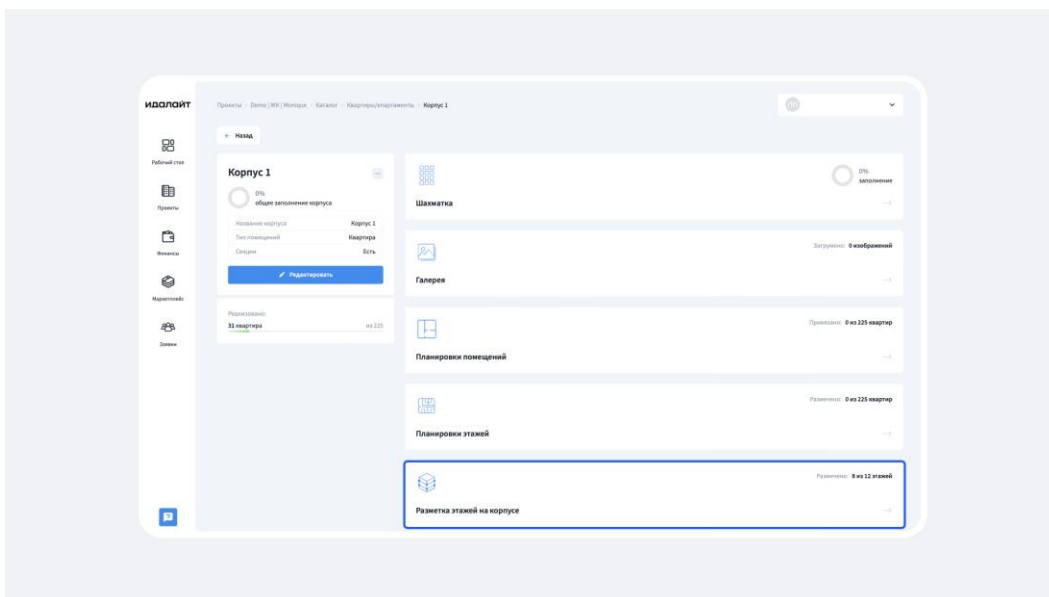 идалайт
Проекты · Demo | ЖК | Monique · Каталог · Квартиры/апартаменты · Корпус 1
← Назад
Рабочий стол
Проекты
Финансы
Маркетплейс
Заявки
Корпус 1
0%
общее заполнение корпуса
Название корпуса Корпус 1
Тип помещений Квартира
Секции Есть
Редактировать
Реализовано:
31 квартира из 225
0%
заполнение
Шахматка
Загружено: 0 изображений
Галерея
Привязано: 0 из 225 квартир
Планировки помещений
Размечено: 0 из 225 квартир
Планировки этажей
Размечено: 8 из 12 этажей
Разметка этажей на корпусе